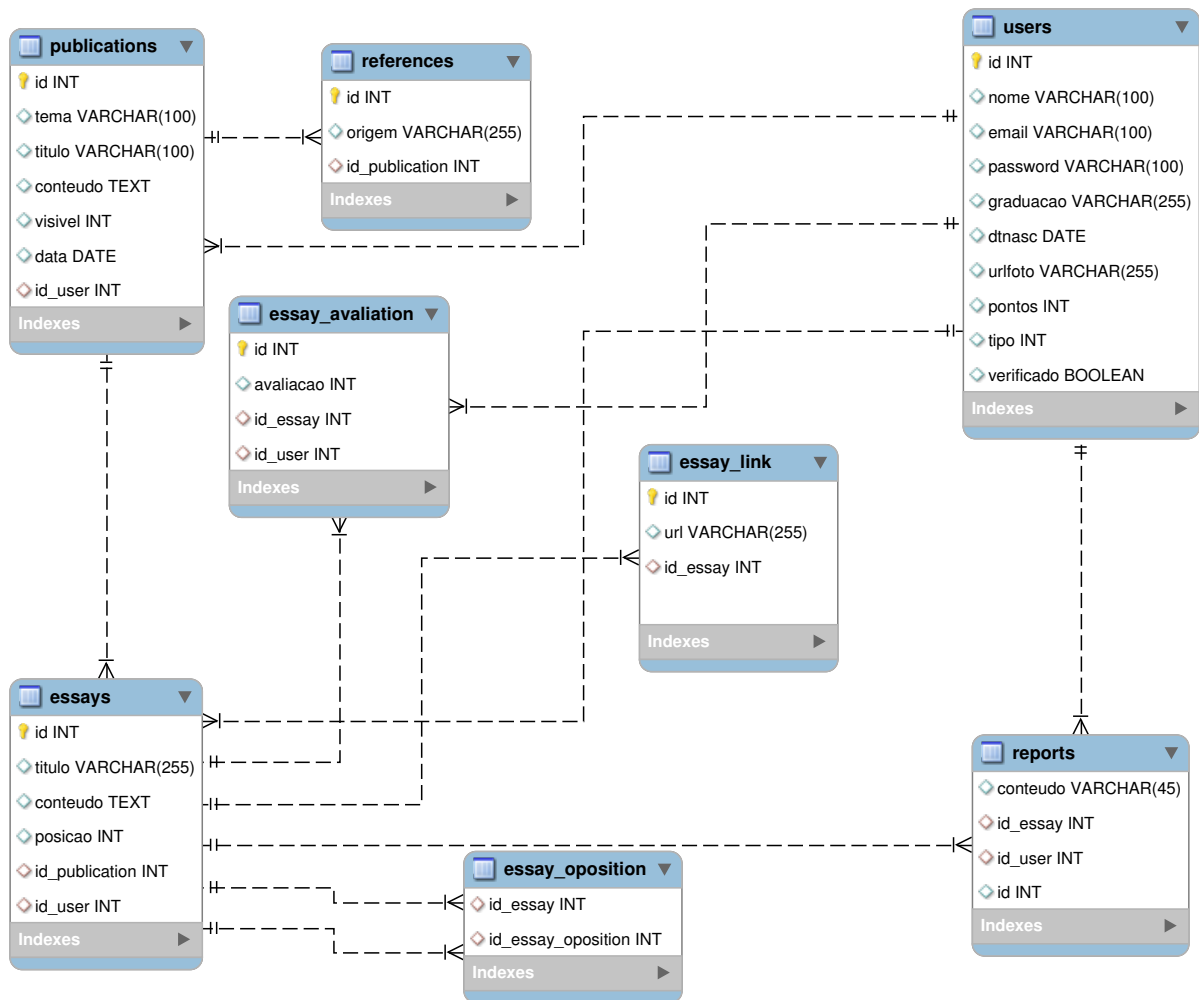 publications
id INT
tema VARCHAR(100)
titulo VARCHAR(100)
conteudo TEXT
visivel INT
data DATE
id_user INT
Indexes
references
id INT
origem VARCHAR(255)
id_publication INT
Indexes
users
id INT
nome VARCHAR(100)
email VARCHAR(100)
password VARCHAR(100)
graduacao VARCHAR(255)
dtnasc DATE
urlfoto VARCHAR(255)
pontos INT
tipo INT
verificado BOOLEAN
Indexes
essay_avaliation
id INT
avaliacao INT
id_essay INT
id_user INT
Indexes
essay_link
id INT
url VARCHAR(255)
id_essay INT
Indexes
essays
id INT
titulo VARCHAR(255)
conteudo TEXT
posicao INT
id_publication INT
id_user INT
Indexes
reports
conteudo VARCHAR(45)
id_essay INT
id_user INT
id INT
Indexes
essay_oposition
id_essay INT
id_essay_oposition INT
Indexes